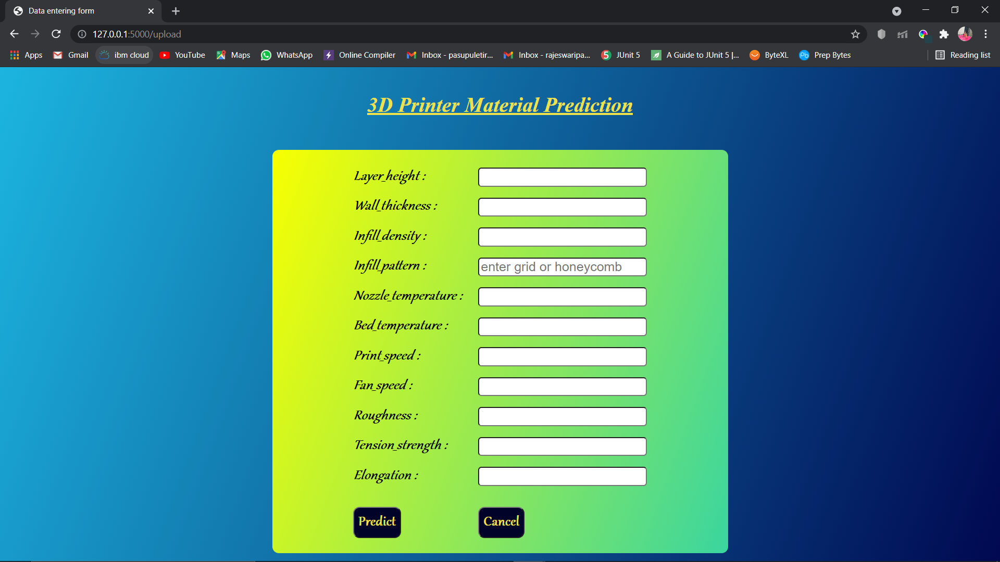 Data entering form
127.0.0.1:5000/upload
Apps Gmail ibm cloud YouTube Maps WhatsApp Online Compiler Inbox - pasupuletir... Inbox - rajeswaripa... 5 JUnit 5 A Guide to JUnit 5 |... ByteXL Pb Prep Bytes Reading list
3D Printer Material Prediction
Layer_height :
Wall_thickness :
Infill_density :
Infill_pattern : enter grid or honeycomb
Nozzle_temperature :
Bed_temperature :
Print_speed :
Fan_speed :
Roughness :
Tension_strength :
Elongation :
Predict Cancel